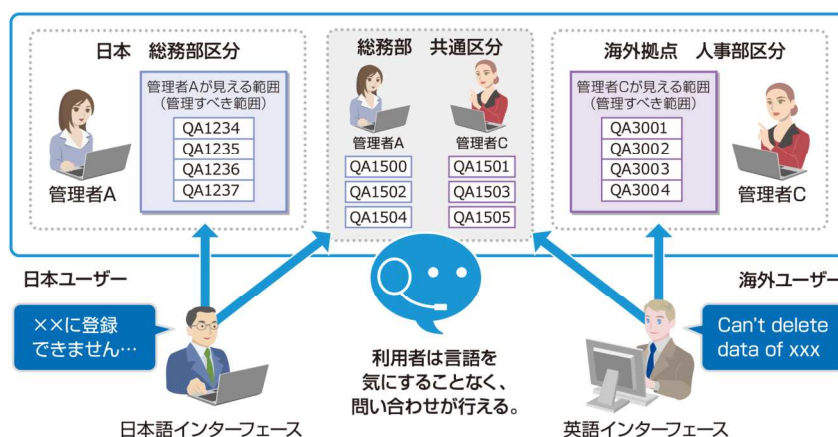 日本　総務部区分
管理者Aが見える範囲
(管理すべき範囲)
QA1234
QA1235
QA1236
QA1237
管理者A
総務部　共通区分
管理者A
管理者C
QA1500
QA1502
QA1504
QA1501
QA1503
QA1505
海外拠点　人事部区分
管理者Cが見える範囲
(管理すべき範囲)
QA3001
QA3002
QA3003
QA3004
管理者C
日本ユーザー
××に登録
できません…
日本語インターフェース
利用者は言語を
気にすることなく、
問い合わせが行える。
海外ユーザー
Can't delete
data of xxx
英語インターフェース